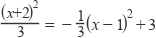 (x+2)²/3 = −1/3(x−1)²+3